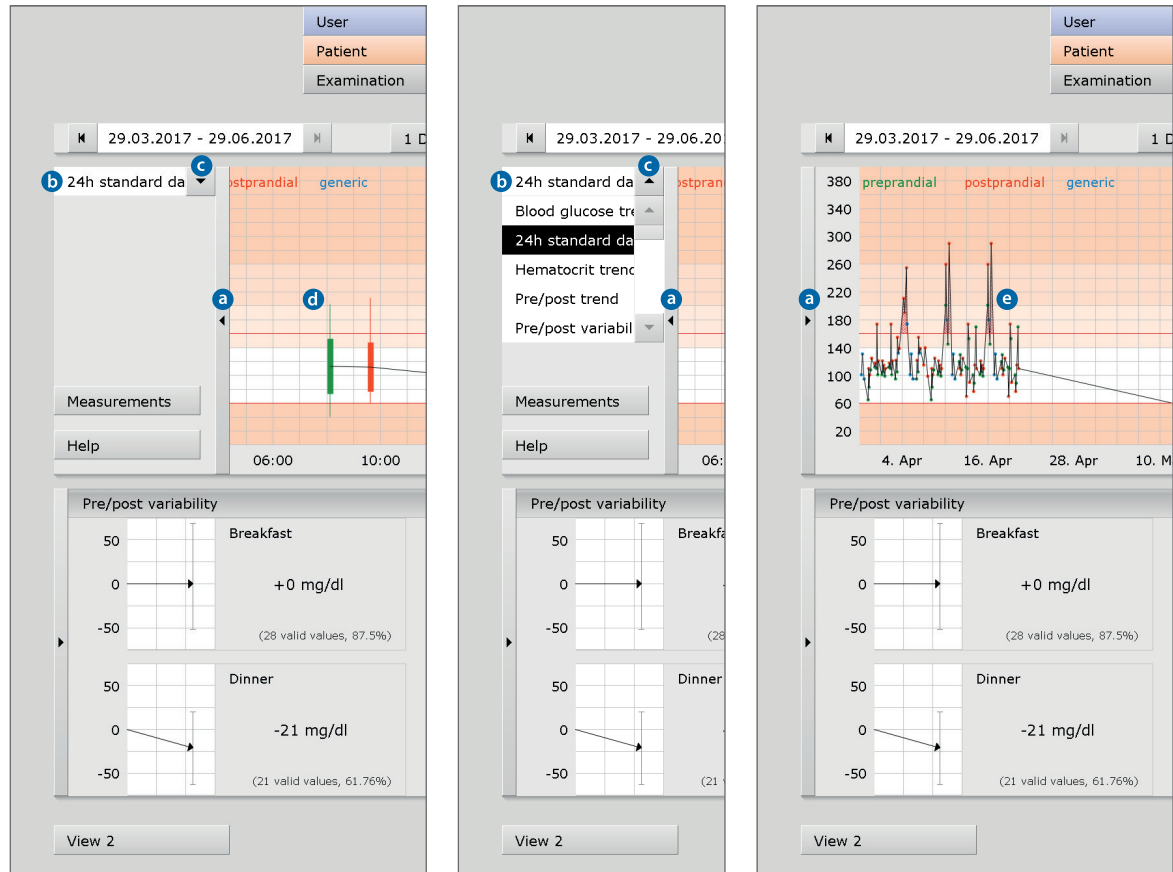 User
Patient
Examination
29.03.2017 - 29.06.2017
1 D
b
24h standard da
c
ostprandial
generic
a
d
Measurements
Help
06:00
10:00
Pre/post variability
50
0
-50
Breakfast
+0 mg/dl
(28 valid values, 87.5%)
50
0
-50
Dinner
-21 mg/dl
(21 valid values, 61.76%)
View 2
29.03.2017 - 29.06.20
b
24h standard da
c
ostpran
Blood glucose tre
24h standard da
Hematocrit trend
a
Pre/post trend
Pre/post variabil
Measurements
Help
06:
Pre/post variability
50
0
-50
Breakfa
(28
50
0
-50
Dinner
(21
View 2
User
Patient
Examination
29.03.2017 - 29.06.2017
1 D
380
preprandial
postprandial
generic
340
300
260
220
a
e
180
140
100
60
20
4. Apr
16. Apr
28. Apr
10. M
Pre/post variability
50
0
-50
Breakfast
+0 mg/dl
(28 valid values, 87.5%)
50
0
-50
Dinner
-21 mg/dl
(21 valid values, 61.76%)
View 2